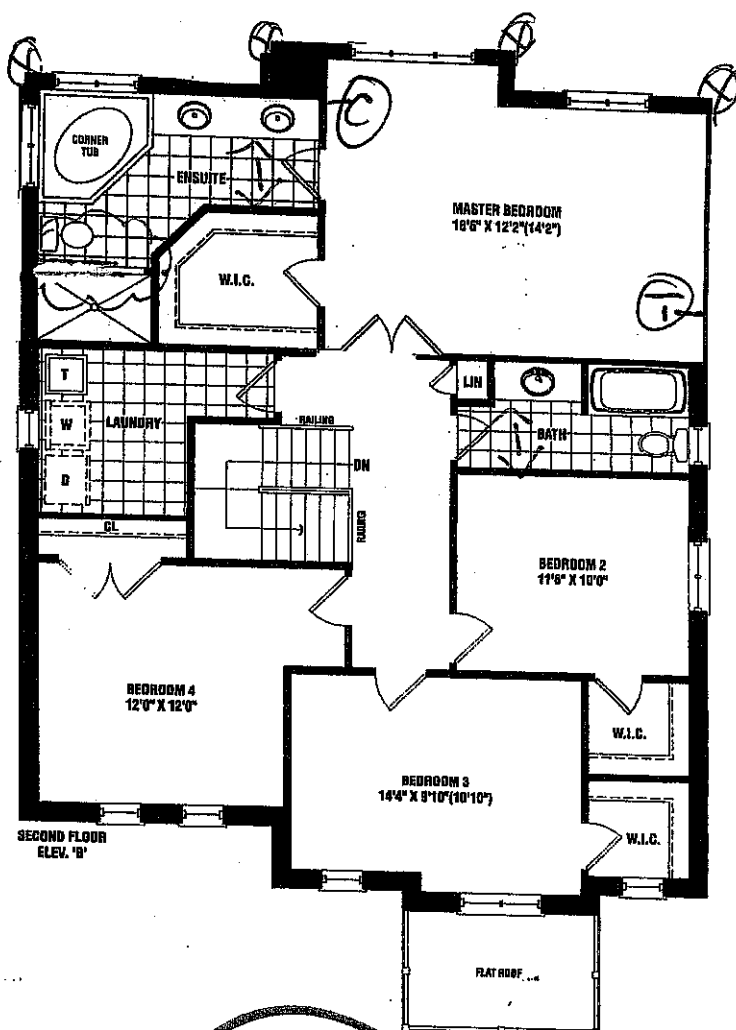 CORNER
TUB
ENSUITE
C
MASTER BEDROOM
16'6" X 12'2"(14'2")
W.I.C.
T
W
D
LAUNDRY
RAILING
DN
RAILING
LIN
BATH
CL
BEDROOM 2
11'6" X 10'0"
BEDROOM 4
12'0" X 12'0"
W.I.C.
BEDROOM 3
14'4" X 9'10"(10'10")
W.I.C.
SECOND FLOOR
ELEV. 'B'
FLAT ROOF